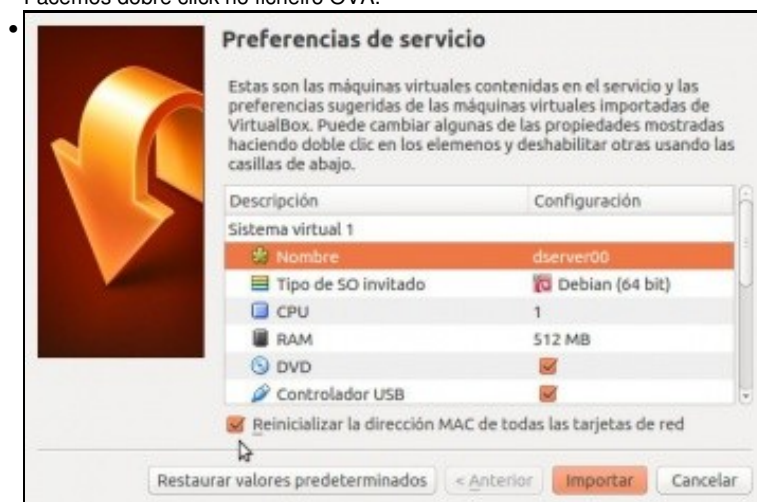 Facemos dobre click no ficheiro OVA.
Preferencias de servicio
Estas son las máquinas virtuales contenidas en el servicio y las
preferencias sugeridas de las máquinas virtuales importadas de
VirtualBox. Puede cambiar algunas de las propiedades mostradas
haciendo doble clic en los elemenos y deshabilitar otras usando las
casillas de abajo.
Descripción Configuración
Sistema virtual 1
Nombre dserver00
Tipo de SO invitado Debian (64 bit)
CPU 1
RAM 512 MB
DVD
Controlador USB
Reinicializar la dirección MAC de todas las tarjetas de red
Restaurar valores predeterminados < Anterior Importar Cancelar